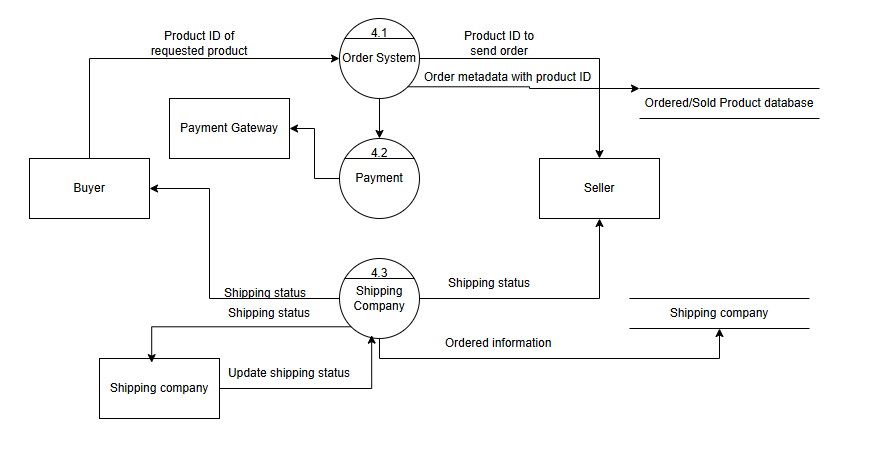 Product ID of
requested product
4.1
Order System
Product ID to
send order
Order metadata with product ID
Ordered/Sold Product database
Payment Gateway
4.2
Payment
Buyer
Seller
4.3
Shipping
Company
Shipping status
Shipping status
Shipping status
Shipping company
Ordered information
Update shipping status
Shipping company